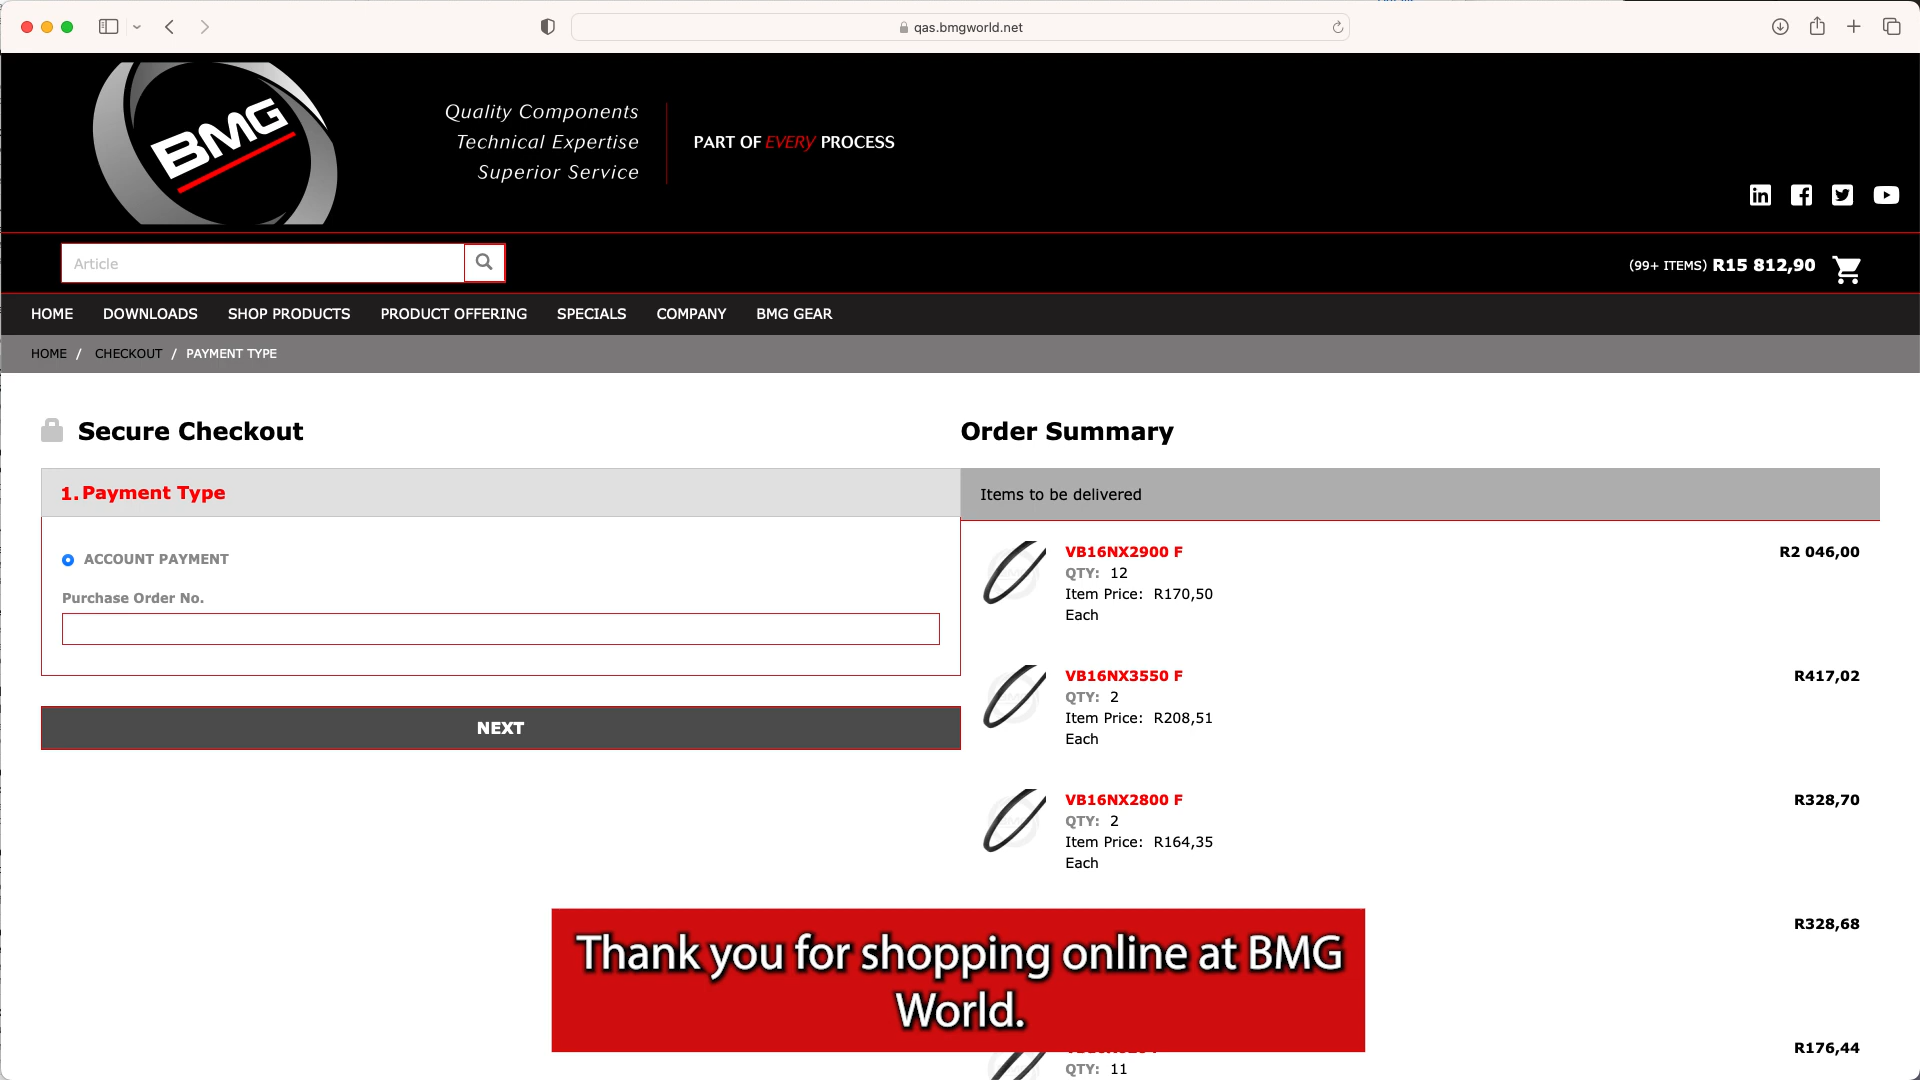 qas.bmgworld.net
BMG
Quality Components
Technical Expertise
Superior Service
PART OF EVERY PROCESS
Article
(99+ ITEMS) R15 812,90
HOME DOWNLOADS SHOP PRODUCTS PRODUCT OFFERING SPECIALS COMPANY BMG GEAR
HOME / CHECKOUT / PAYMENT TYPE
Secure Checkout
1. Payment Type
ACCOUNT PAYMENT
Purchase Order No.
NEXT
Order Summary
Items to be delivered
VB16NX2900 F R2 046,00
QTY: 12
Item Price: R170,50
Each
VB16NX3550 F R417,02
QTY: 2
Item Price: R208,51
Each
VB16NX2800 F R328,70
QTY: 2
Item Price: R164,35
Each
R328,68
Thank you for shopping online at BMG
World.
R176,44
QTY: 11